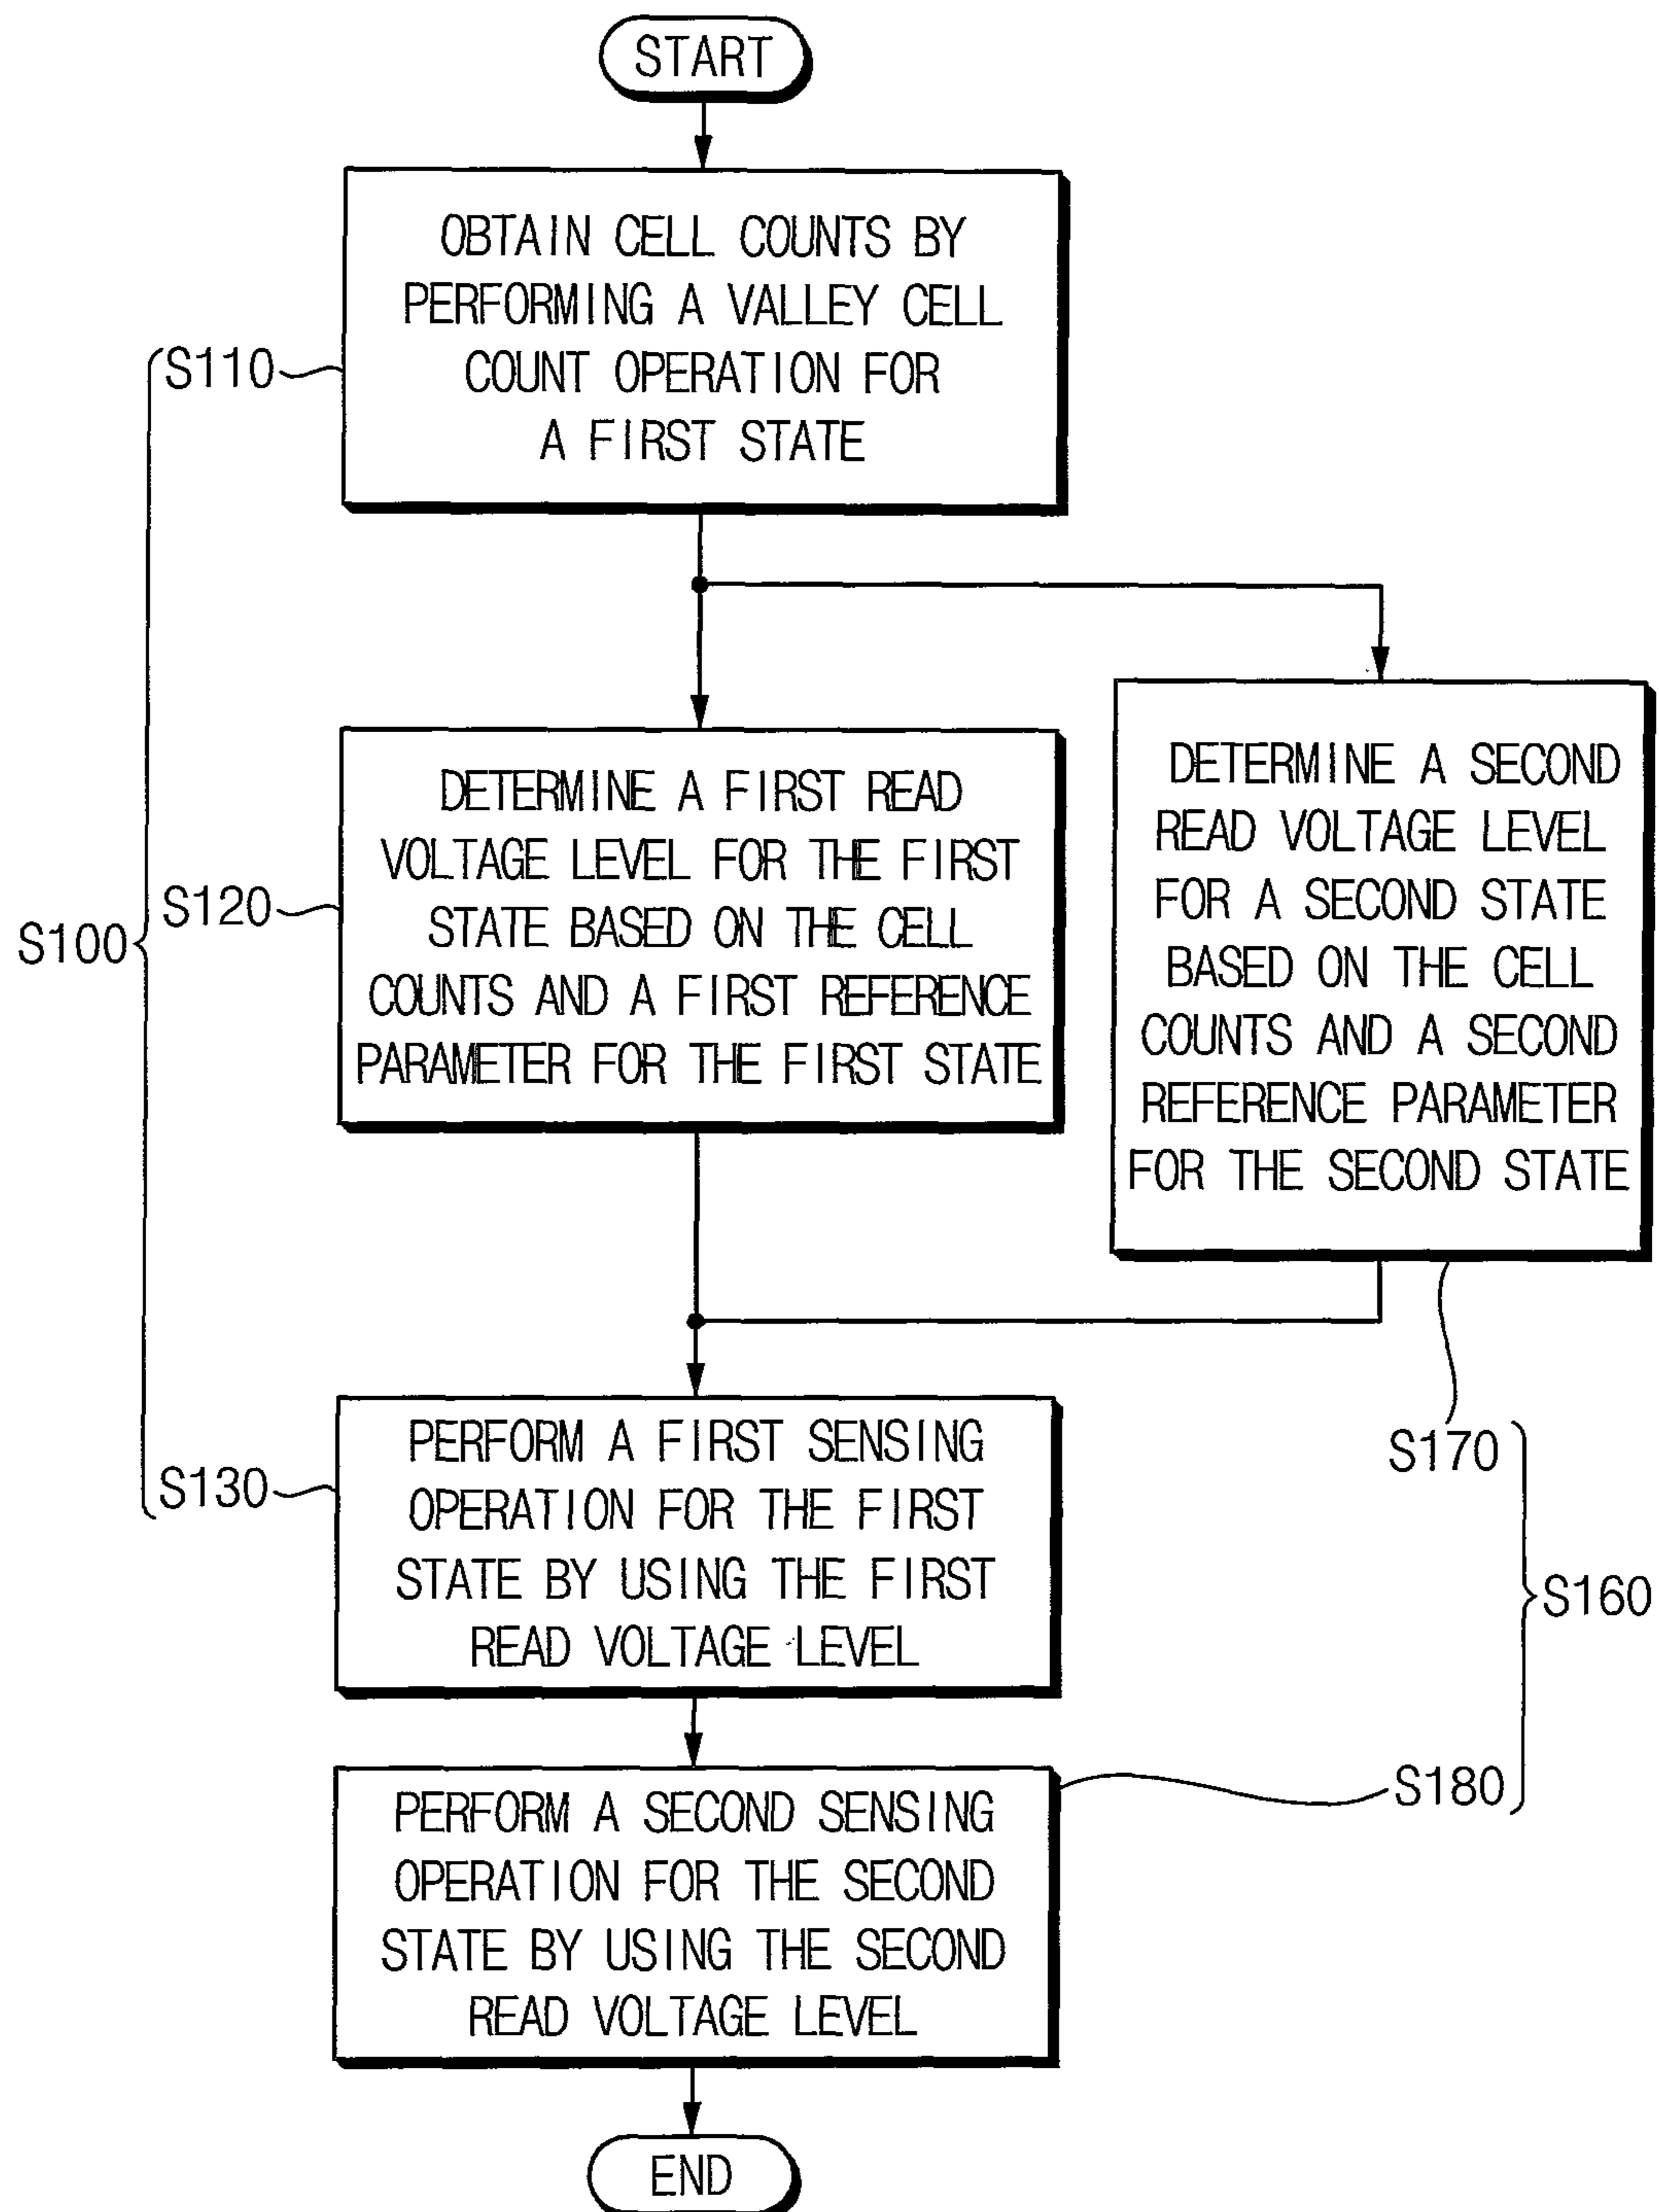 START
OBTAIN CELL COUNTS BY
PERFORMING A VALLEY CELL
COUNT OPERATION FOR
A FIRST STATE
S110
DETERMINE A FIRST READ
VOLTAGE LEVEL FOR THE FIRST
STATE BASED ON THE CELL
COUNTS AND A FIRST REFERENCE
PARAMETER FOR THE FIRST STATE
S120
S100
DETERMINE A SECOND
READ VOLTAGE LEVEL
FOR A SECOND STATE
BASED ON THE CELL
COUNTS AND A SECOND
REFERENCE PARAMETER
FOR THE SECOND STATE
S170
PERFORM A FIRST SENSING
OPERATION FOR THE FIRST
STATE BY USING THE FIRST
READ VOLTAGE LEVEL
S130
S160
PERFORM A SECOND SENSING
OPERATION FOR THE SECOND
STATE BY USING THE SECOND
READ VOLTAGE LEVEL
S180
END